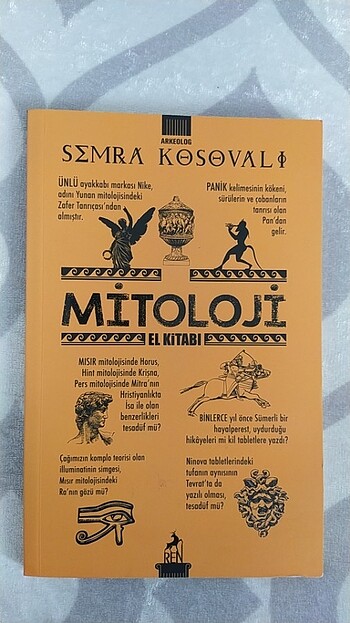 ARKEOLOG
SEMRA KOSOVALI
ÜNLÜ ayakkabı markası Nike,
adını Yunan mitolojisindeki
Zafer Tanrıçası'ndan
almıştır.
PANİK kelimesinin kökeni,
sürülerin ve çobanların
tanrısı olan
Pan'dan
gelir.
MİTOLOJİ
EL KİTABI
MISIR mitolojisinde Horus,
Hint mitolojisinde Krişna,
Pers mitolojisinde Mitra'nın
Hristiyanlıkta
İsa ile olan
benzerlikleri
tesadüf mü?
BİNLERCE yıl önce Sümerli bir
hayalperest, uydurduğu
hikâyeleri mi kil tabletlere yazdı?
Çağımızın komplo teorisi olan
illuminatinin simgesi,
Mısır mitolojisindeki
Ra'nın gözü mü?
Ninova tabletlerindeki
tufanın aynısının
Tevrat'ta da
yazılı olması,
tesadüf mü?
REN